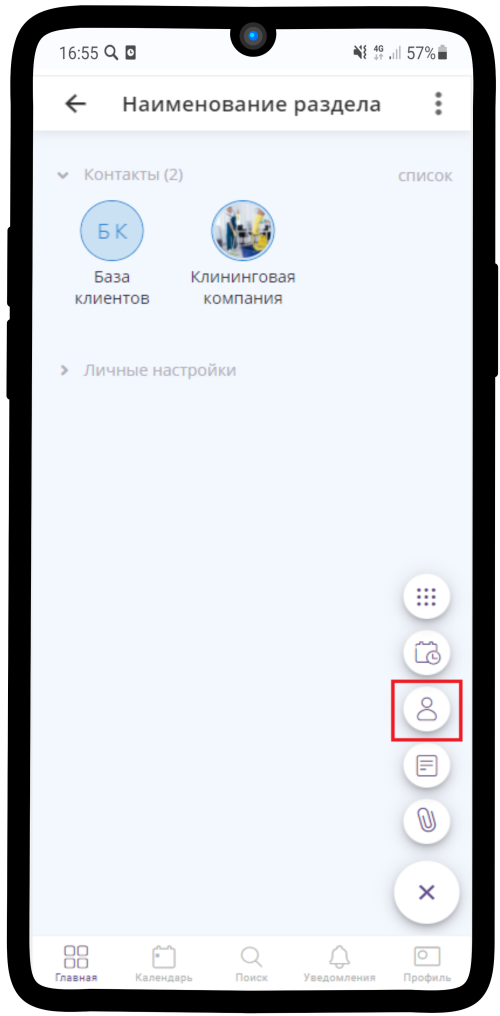 16:55 4G 57%
Наименование раздела
Контакты (2) список
БК
База клиентов
Клининговая компания
Личные настройки
Главная Календарь Поиск Уведомления Профиль